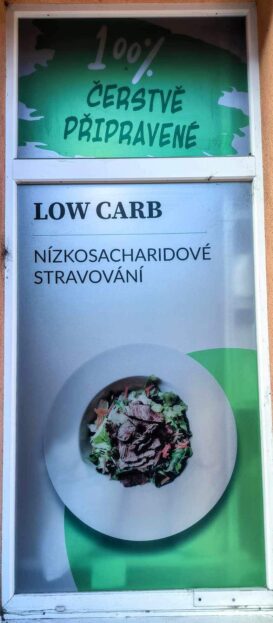 100%
ČERSTVĚ
PŘIPRAVENÉ
LOW CARB
NÍZKOSACHARIDOVÉ
STRAVOVÁNÍ